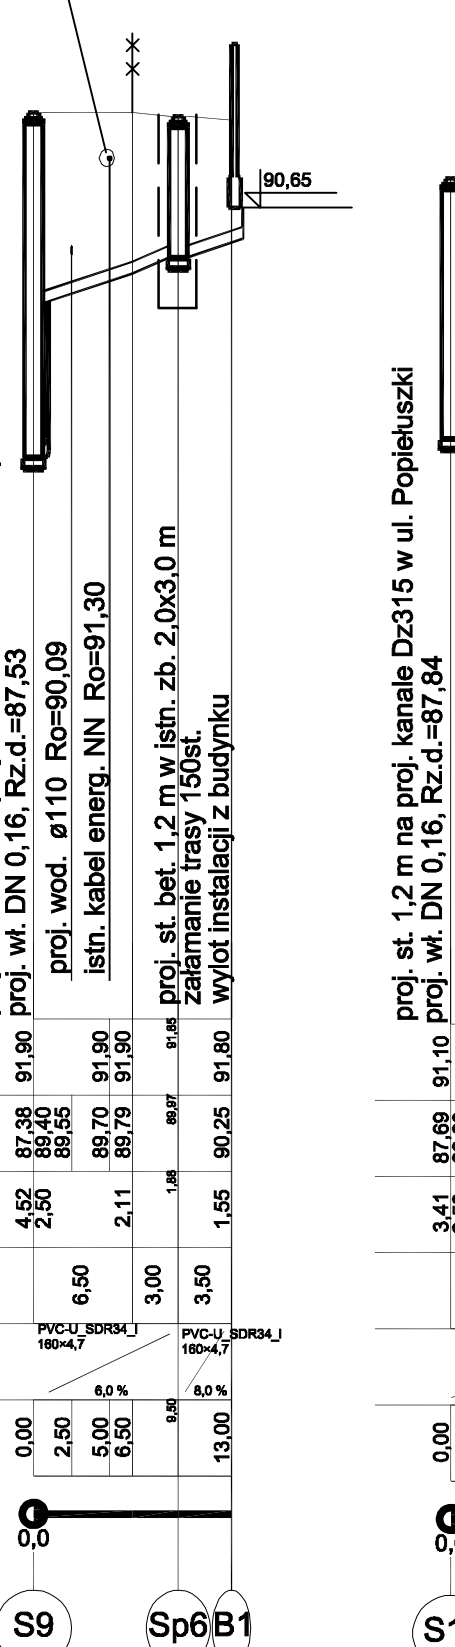 90,65
proj. wł. DN 0,16, Rz.d.=87,53
proj. wod. ø110 Ro=90,09
istn. kabel energ. NN Ro=91,30
proj. st. bet. 1,2 m w istn. zb. 2,0x3,0 m
załamanie trasy 150st.
wylot instalacji z budynku
proj. st. 1,2 m na proj. kanale Dz315 w ul. Popiełuszki
proj. wł. DN 0,16, Rz.d.=87,84
91,90 91,90 91,90 91,85 91,80 91,10
87,38 89,40 89,55 89,70 89,79 89,97 90,25 87,69
4,52 2,50 2,11 1,88 1,55 3,41
6,50 3,00 3,50
PVC-U_SDR34_I
160×4,7
PVC-U_SDR34_I
160×4,7
6,0 % 8,0 %
0,00 2,50 5,00 6,50 9,50 13,00 0,00
0,0
S9 Sp6 B1